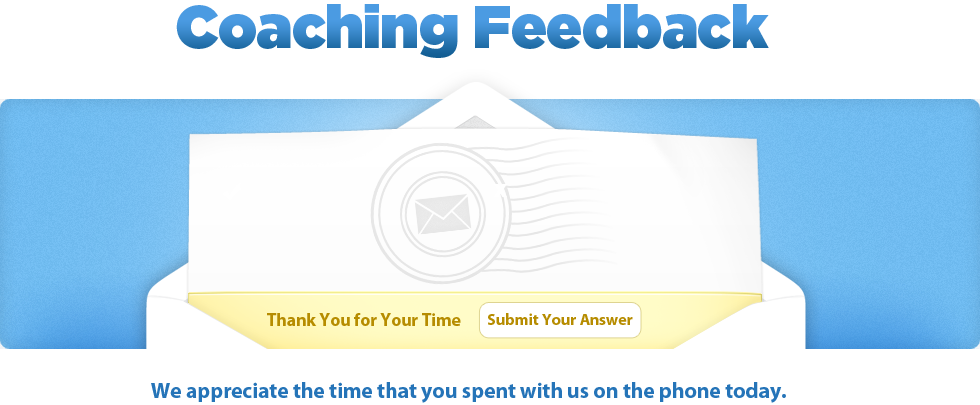 Coaching Feedback
Thank You for Your Time
Submit Your Answer
We appreciate the time that you spent with us on the phone today.